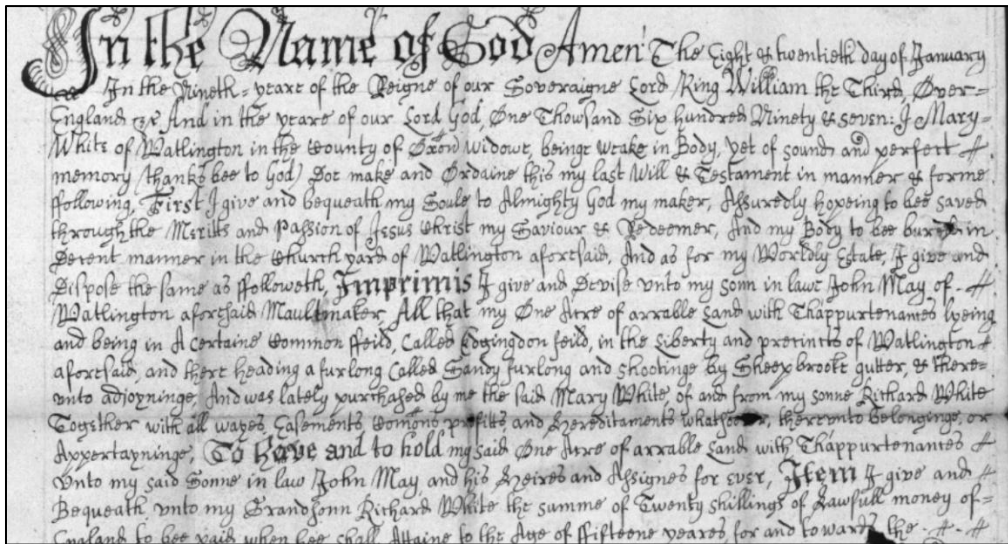 In the Name of God Amen The Eight & twentieth day of January
In the Nineth = yeare of the Reigne of our Soveraigne Lord King William the Third, Over =
England &c And in the yeare of our Lord God, One Thousand Six hundred Ninety & seven: I Mary =
White of Watlington in the County of Oxon Widowe, beinge weake in Body, yet of sound and perfect
memory (thanks bee to God) Doe make and Ordaine this my last Will & Testament in manner & forme
ffollowing, First I give and bequeath my Soule to Almighty God my maker, Assuredly hopeing to bee saved
through the Meritts and Passion of Jesus Christ my Saviour & Redeemer, And my Body to bee buryed in
Decent manner in the Church yard of Watlington aforesaid, And as for my Worldly Estate, I give and
Dispose the same as ffolloweth, Imprimis I give and Devise unto my sonn in lawe John May of -
Watlington aforesaid Maultmaker, All that my One Acre of arrable Land with Th'appurtenances lyeing
and being in A certaine Common ffeild, Called feild, in the Liberty and precincts of Watlington
aforesaid, and there heading a furlong Called Sandy furlong and shootinge by Sheepbrooke gutter, & there =
unto adjoyninge, And was lately purchased by me the said Mary White, of and from my sonne Richard White
Together with all wayes, Easements Comons profitts and Hereditaments whatsoever, thereunto Belonginge, or
Appertayninge, To have and to hold my said One Acre of arrable Land with Th'appurtenances
Unto my said Sonne in law John May, and his Heires and Assignes for ever, Item I give and
Bequeath unto my Grandsonn Richard White the summe of Twenty shillings of Lawfull money of =
England to bee paid when hee shall Attaine to the Age of ffifteene yeares, for and towards the